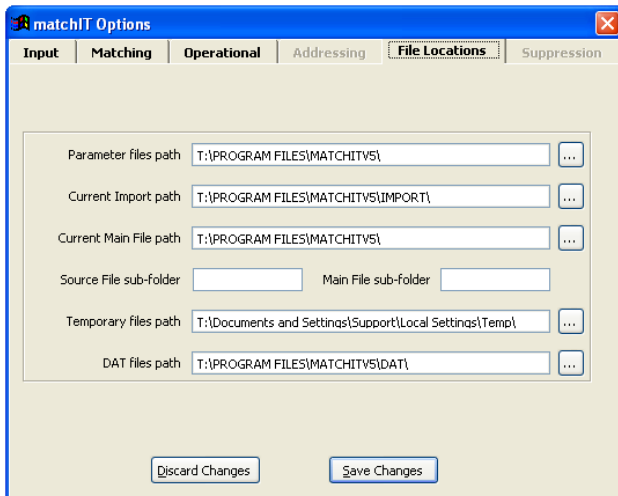 matchIT Options
Input Matching Operational Addressing File Locations Suppression
Parameter files path T:\PROGRAM FILES\MATCHITV5\ ...
Current Import path T:\PROGRAM FILES\MATCHITV5\IMPORT\ ...
Current Main File path T:\PROGRAM FILES\MATCHITV5\ ...
Source File sub-folder Main File sub-folder
Temporary files path T:\Documents and Settings\Support\Local Settings\Temp\ ...
DAT files path T:\PROGRAM FILES\MATCHITV5\DAT\ ...
Discard Changes Save Changes